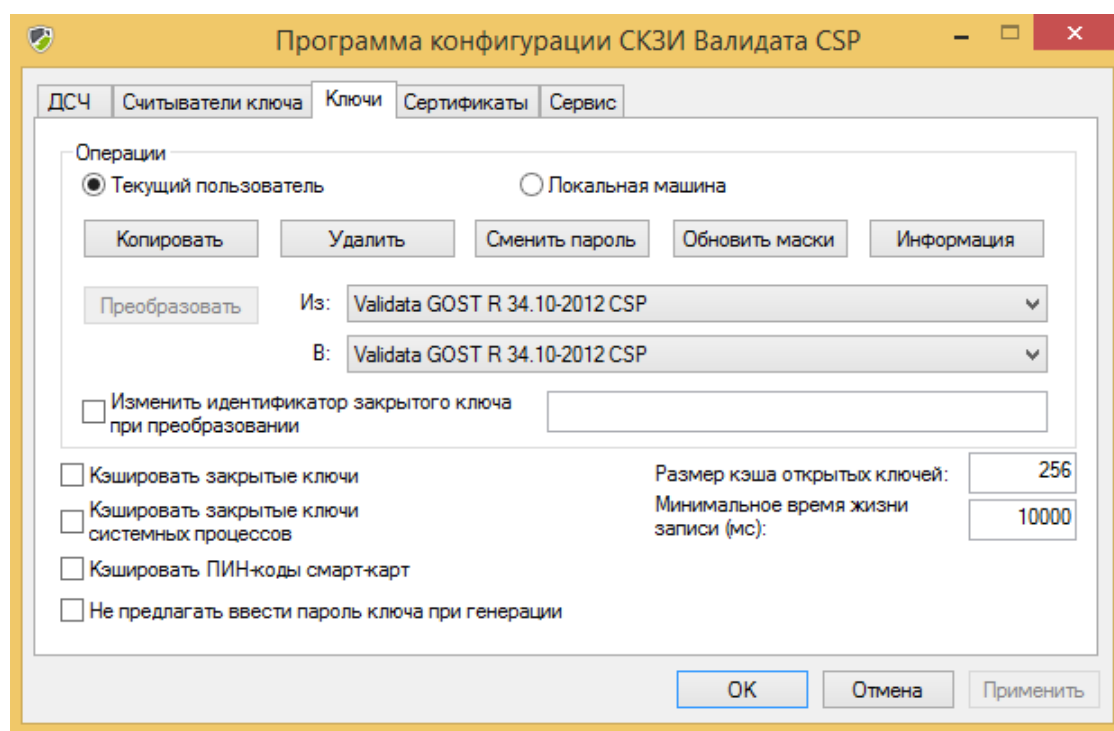 Программа конфигурации СКЗИ Валидата CSP
ДСЧ Считыватели ключа Ключи Сертификаты Сервис
Операции
Текущий пользователь Локальная машина
Копировать Удалить Сменить пароль Обновить маски Информация
Преобразовать Из: Validata GOST R 34.10-2012 CSP
В: Validata GOST R 34.10-2012 CSP
Изменить идентификатор закрытого ключа
при преобразовании
Кэшировать закрытые ключи Размер кэша открытых ключей: 256
Кэшировать закрытые ключи Минимальное время жизни
системных процессов записи (мс): 10000
Кэшировать ПИН-коды смарт-карт
Не предлагать ввести пароль ключа при генерации
OK Отмена Применить